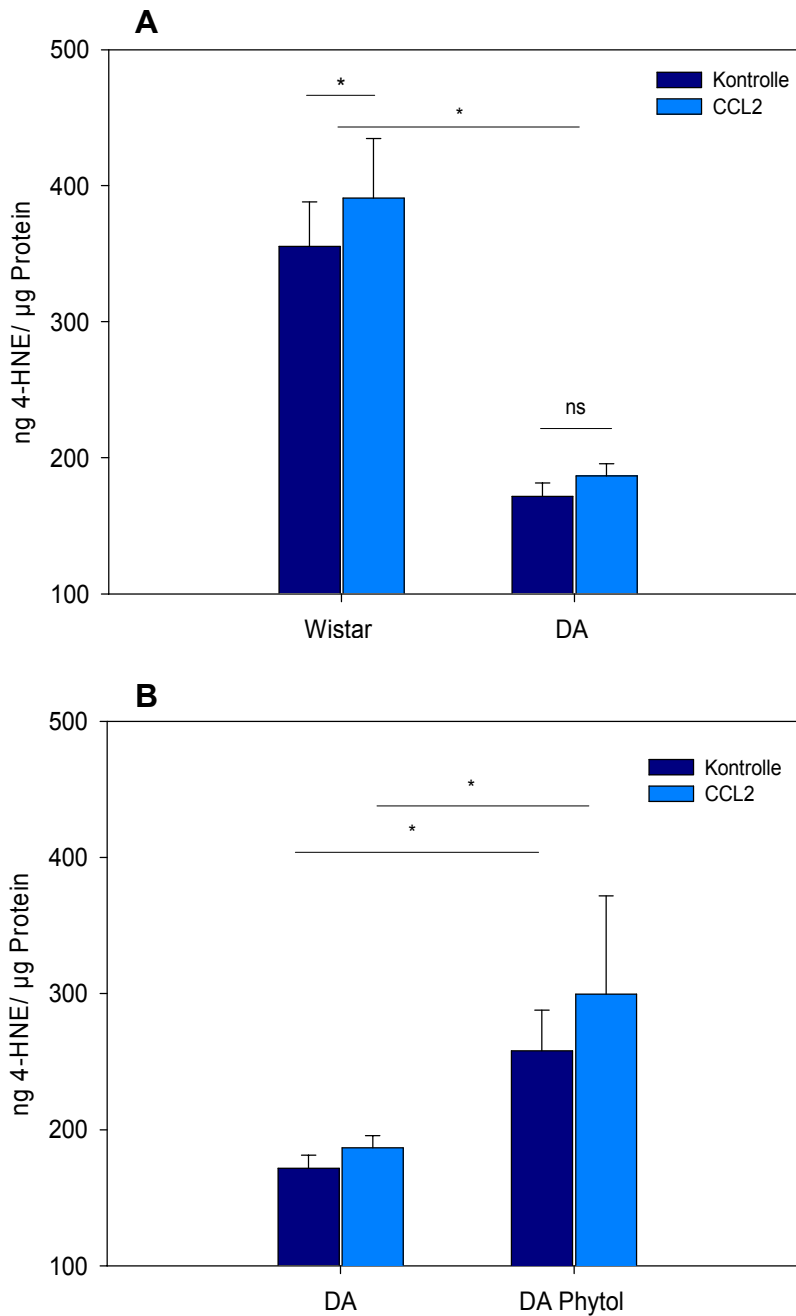 A
500
400
300
200
100
ng 4-HNE/ µg Protein
*
*
ns
Kontrolle
CCL2
Wistar
DA
B
500
400
300
200
100
ng 4-HNE/ µg Protein
*
*
Kontrolle
CCL2
DA
DA Phytol